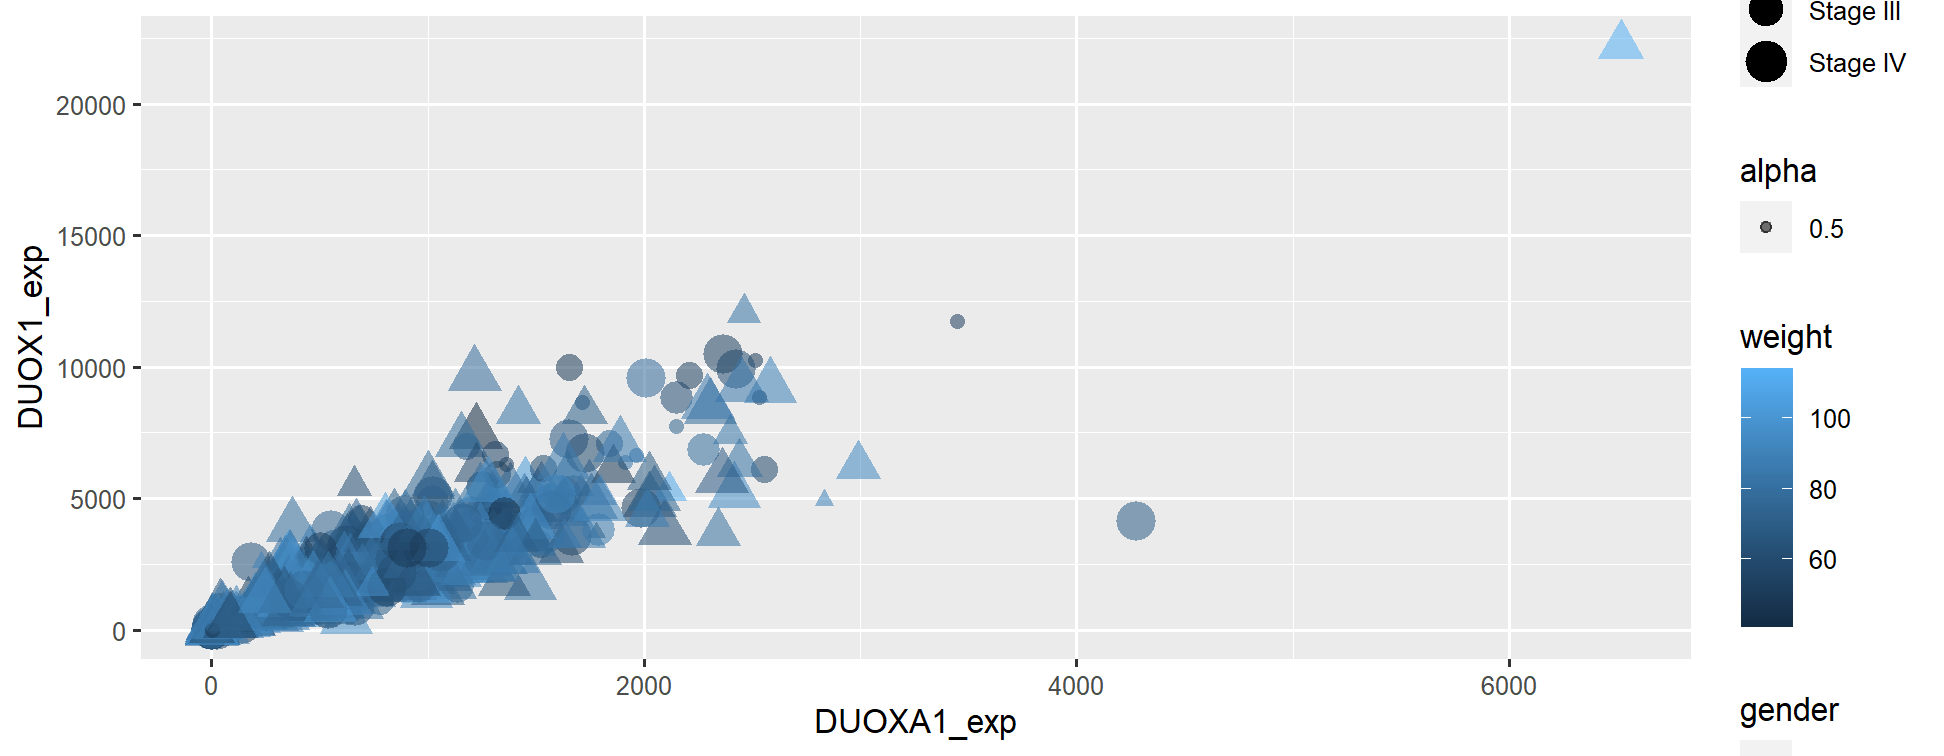 DUOX1_exp
20000
15000
10000
5000
0
0 2000 4000 6000
DUOXA1_exp
Stage III
Stage IV
alpha
0.5
weight
100
80
60
gender